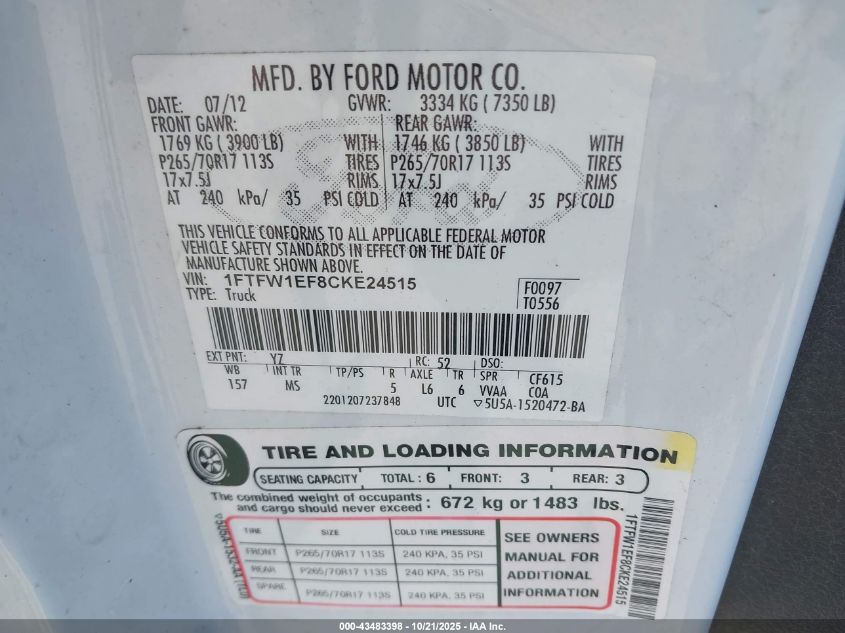 MFD. BY FORD MOTOR CO.
DATE: 07/12 GVWR: 3334 KG ( 7350 LB)
FRONT GAWR: REAR GAWR:
1769 KG ( 3900 LB) WITH 1746 KG ( 3850 LB) WITH
P265/70R17 113S TIRES P265/70R17 113S TIRES
17x7.5J RIMS 17x7.5J RIMS
AT 240 kPa/ 35 PSI COLD AT 240 kPa/ 35 PSI COLD
THIS VEHICLE CONFORMS TO ALL APPLICABLE FEDERAL MOTOR
VEHICLE SAFETY STANDARDS IN EFFECT ON THE DATE OF
MANUFACTURE SHOWN ABOVE.
VIN: 1FTFW1EF8CKE24515 F0097
TYPE: Truck T0556
EXT PNT: YZ RC: 52 DSO:
WB INT TR TP/PS R AXLE TR SPR CF615
157 MS 5 L6 6 VVAA COA
2201207237848 UTC ▽5U5A-1520472-BA
TIRE AND LOADING INFORMATION
SEATING CAPACITY TOTAL: 6 FRONT: 3 REAR: 3
The combined weight of occupants
and cargo should never exceed : 672 kg or 1483 lbs.
TIRE SIZE COLD TIRE PRESSURE
FRONT P265/70R17 113S 240 KPA, 35 PSI
REAR P265/70R17 113S 240 KPA, 35 PSI
SPARE P265/70R17 113S 240 KPA, 35 PSI
SEE OWNERS
MANUAL FOR
ADDITIONAL
INFORMATION
1FTFW1EF8CKE24515
000-43483398 - 10/21/2025 - IAA Inc.